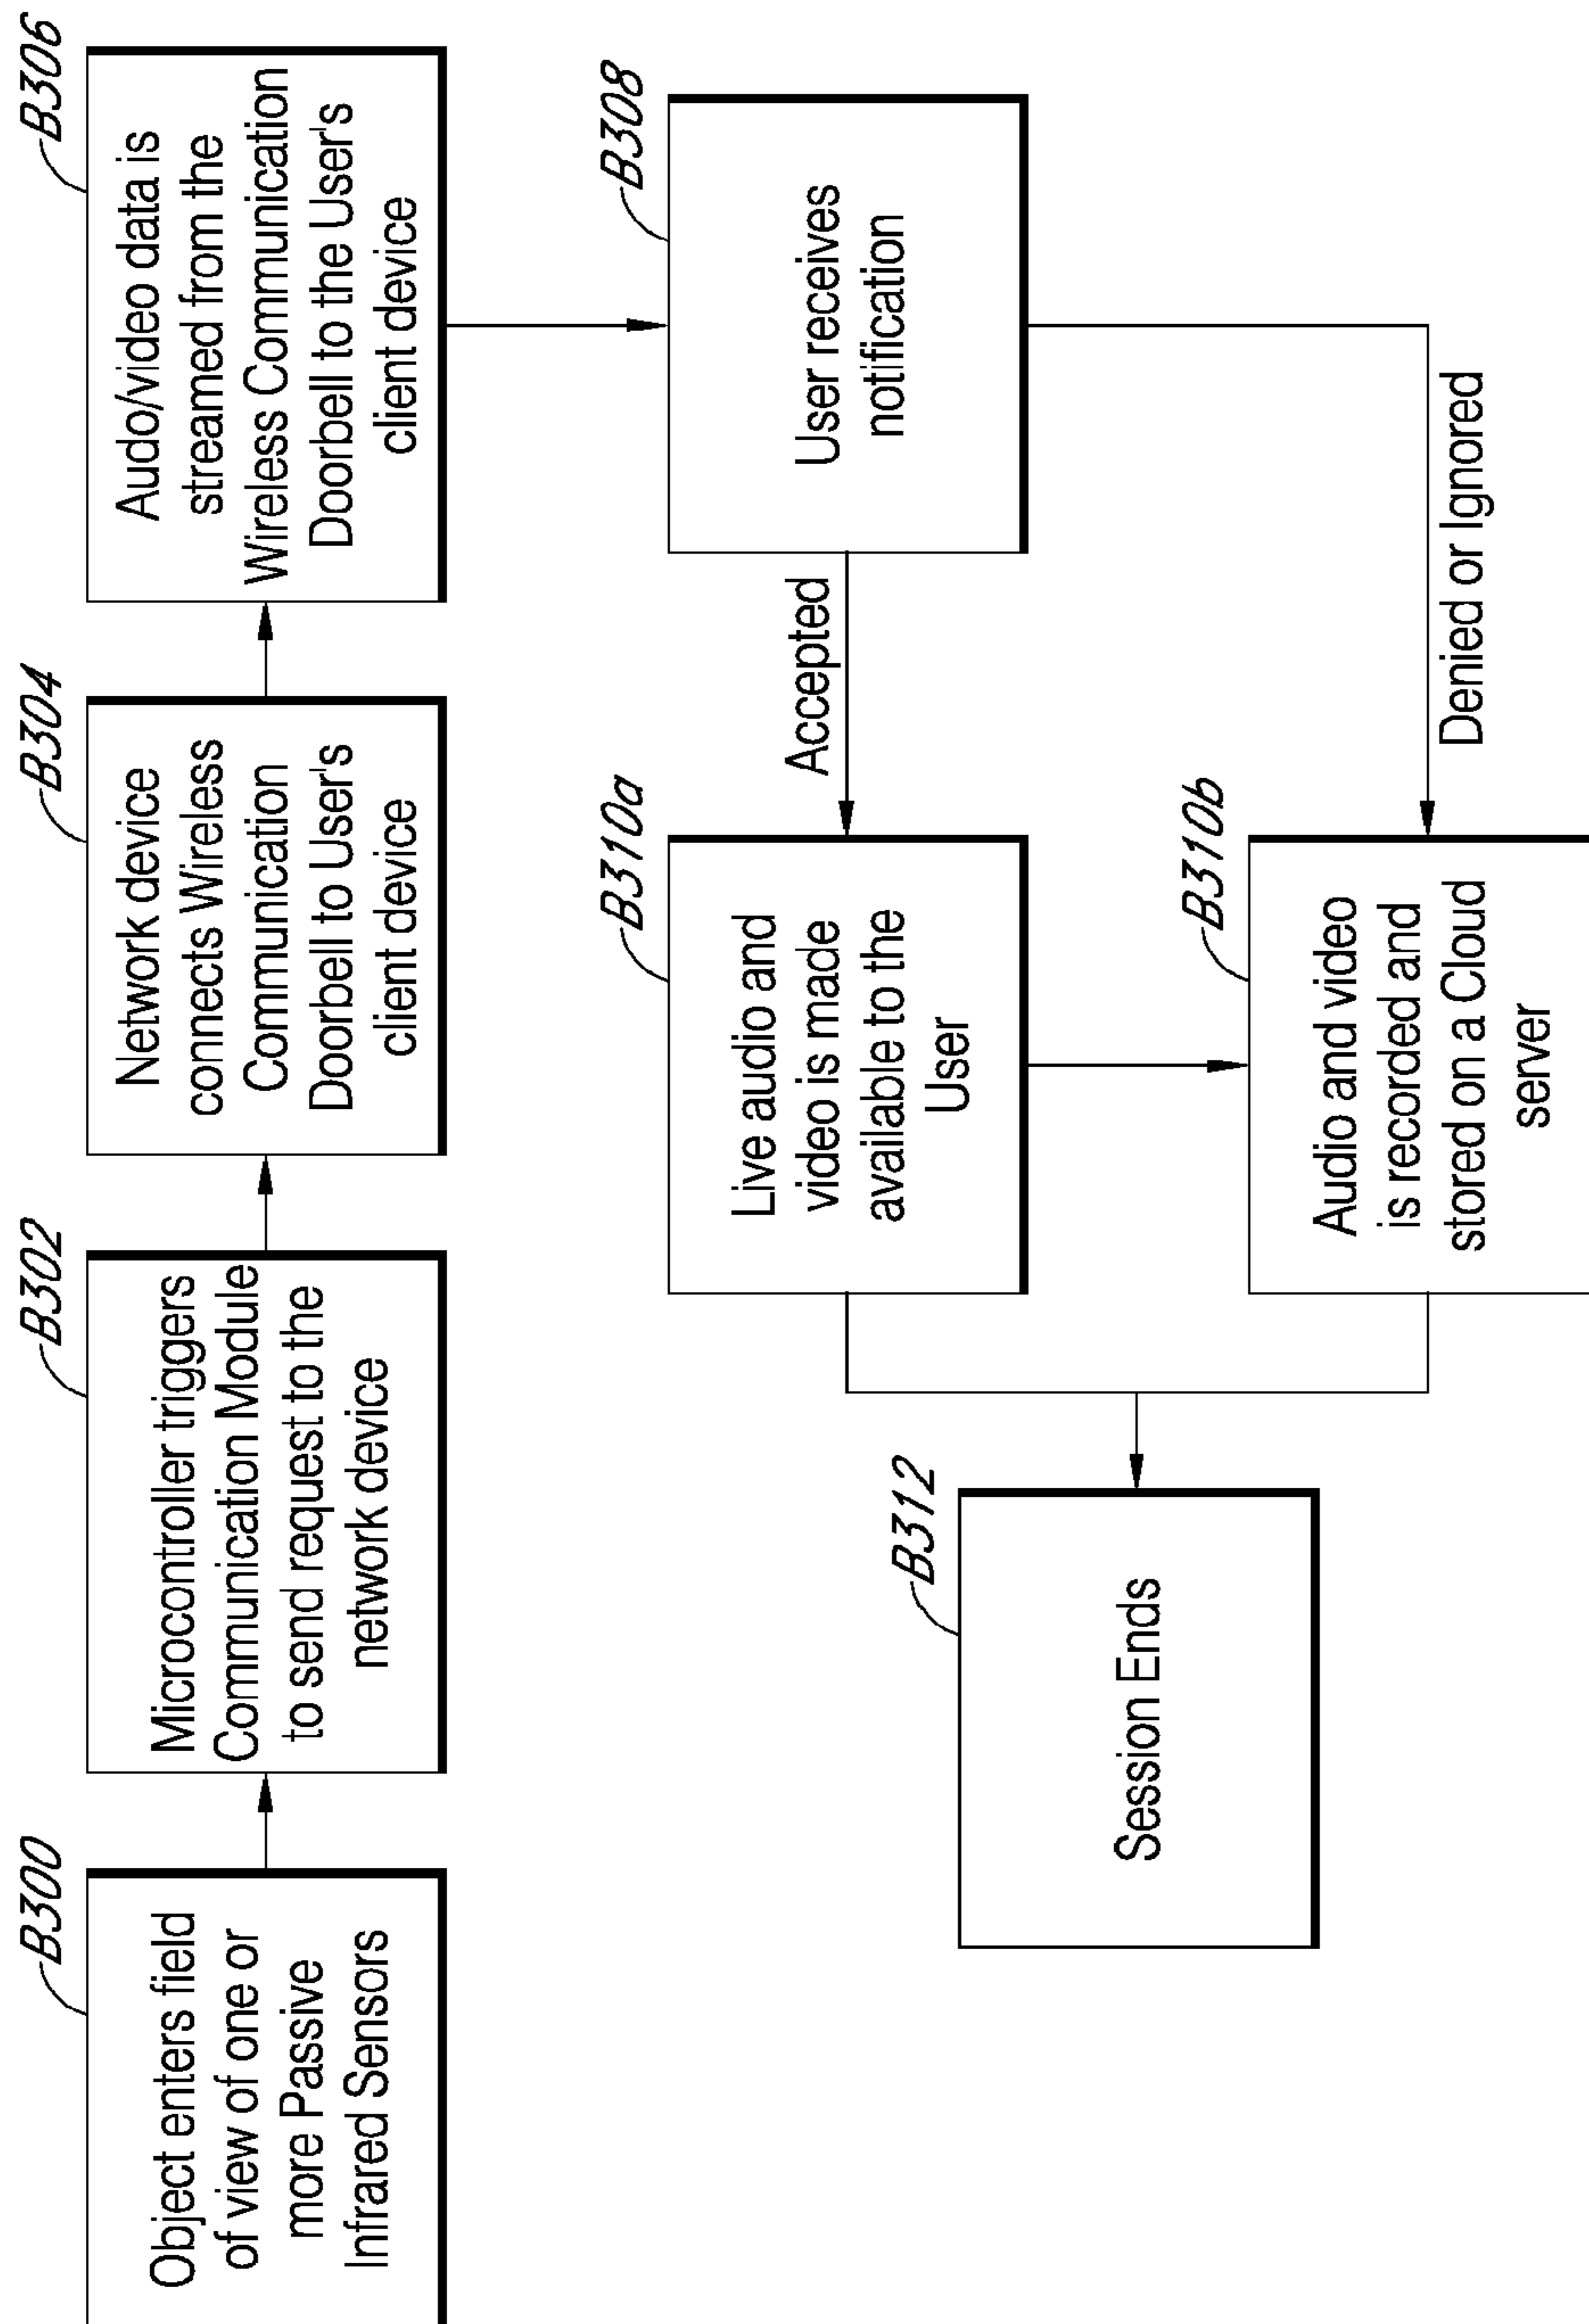 B300
Object enters field
of view of one or
more Passive
Infrared Sensors
B302
Microcontroller triggers
Communication Module
to send request to the
network device
B304
Network device
connects Wireless
Communication
Doorbell to User's
client device
B306
Audo/video data is
streamed from the
Wireless Communication
Doorbell to the User's
client device
B308
User receives
notification
Accepted
B310a
Live audio and
video is made
available to the
User
Denied or Ignored
B310b
Audio and video
is recorded and
stored on a Cloud
server
B312
Session Ends